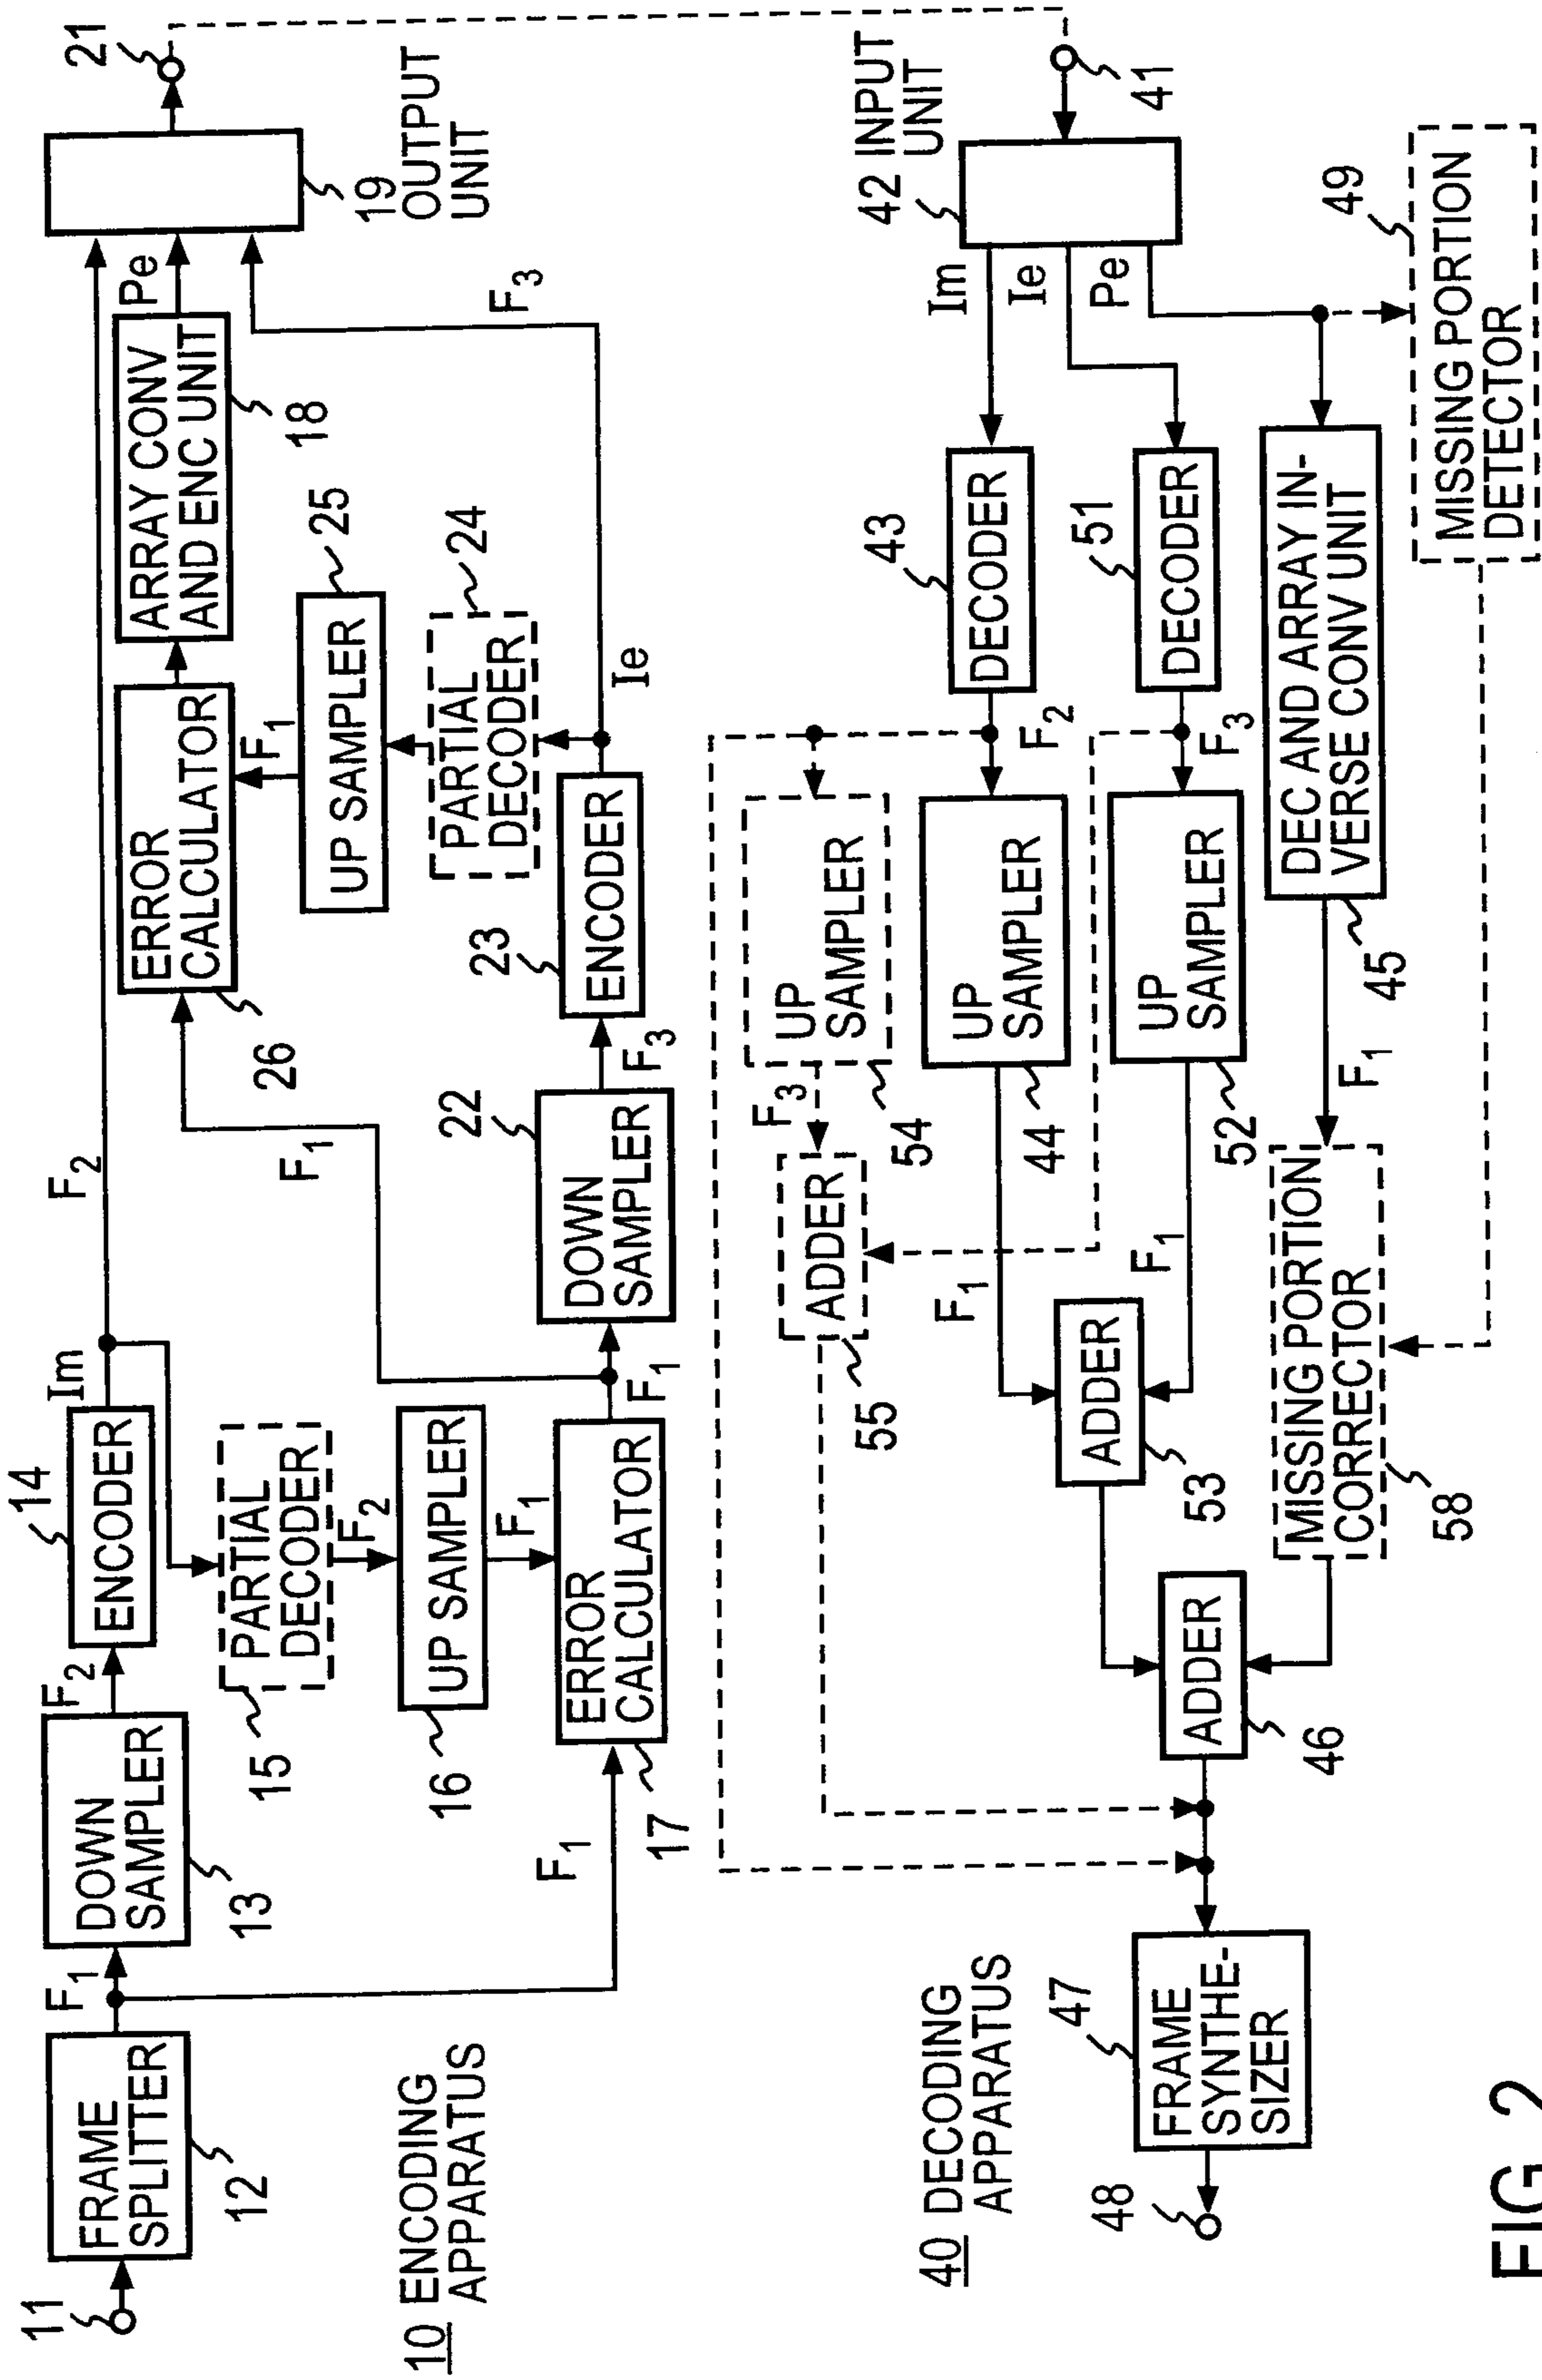 11
FRAME
SPLITTER
12
F1
DOWN
SAMPLER
13
F2
14
ENCODER
Im
F2
15
PARTIAL
DECODER
F2
16
UP SAMPLER
F1
F1
17
ERROR
CALCULATOR
F1
F1
22
DOWN
SAMPLER
F3
23
ENCODER
Ie
F3
24
PARTIAL
DECODER
25
UP SAMPLER
F1
26
ERROR
CALCULATOR
18
ARRAY CONV
AND ENC UNIT
Pe
19
OUTPUT
UNIT
21
10 ENCODING
APPARATUS
41
42 INPUT
UNIT
Im
Ie
Pe
43
DECODER
F2
51
DECODER
F3
49
MISSING PORTION
DETECTOR
DEC AND ARRAY IN-
VERSE CONV UNIT
45
F1
UP
SAMPLER
54
F3
UP
SAMPLER
44
F1
UP
SAMPLER
52
F1
ADDER
55
ADDER
53
MISSING PORTION
CORRECTOR
58
ADDER
46
47
FRAME
SYNTHE-
SIZER
48
40 DECODING
APPARATUS
FIG. 2